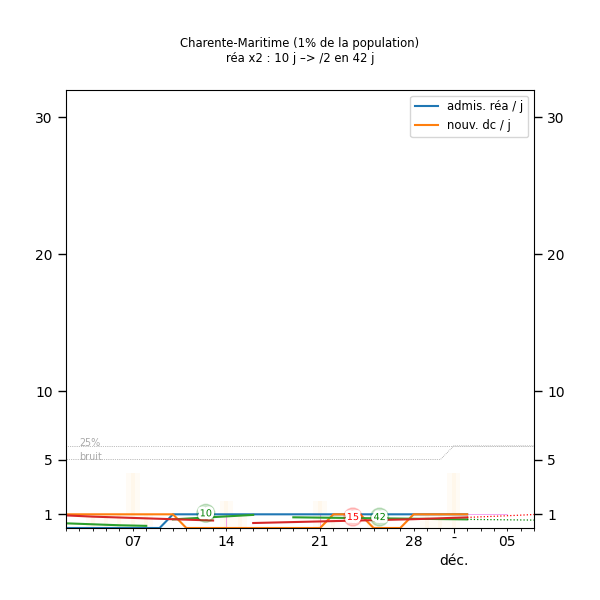 Charente-Maritime (1% de la population)
réa x2 : 10 j –> /2 en 42 j
admis. réa / j
nouv. dc / j
30 30
20 20
10 10
25%
bruit
5 5
10 15 42
1 1
07 14 21 28 - 05
déc.